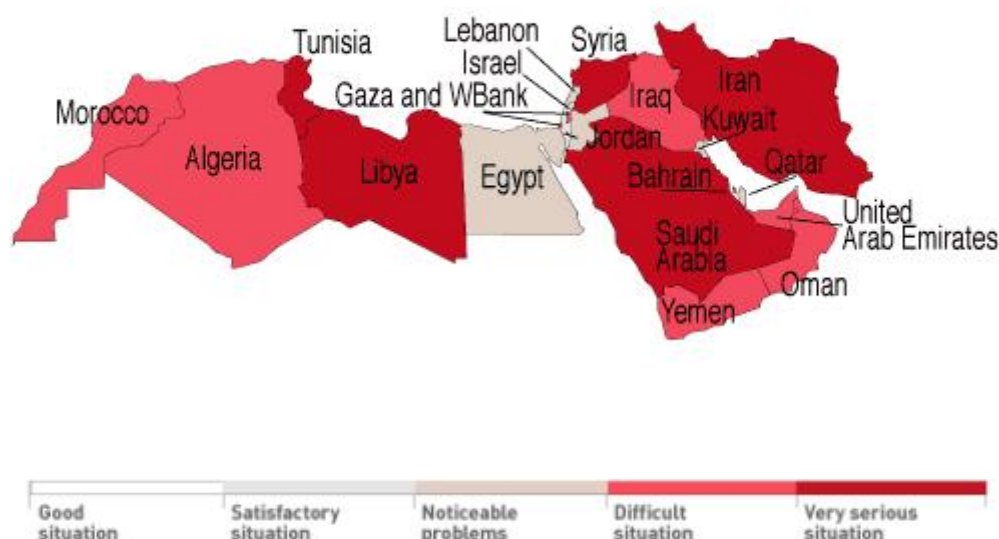 Tunisia
Lebanon
Syria
Israel
Gaza and WBank
Iran
Iraq
Morocco
Kuwait
Jordan
Algeria
Libya
Egypt
Bahrain
Qatar
United
Arab Emirates
Saudi
Arabia
Oman
Yemen
Good
situation
Satisfactory
situation
Noticeable
problems
Difficult
situation
Very serious
situation